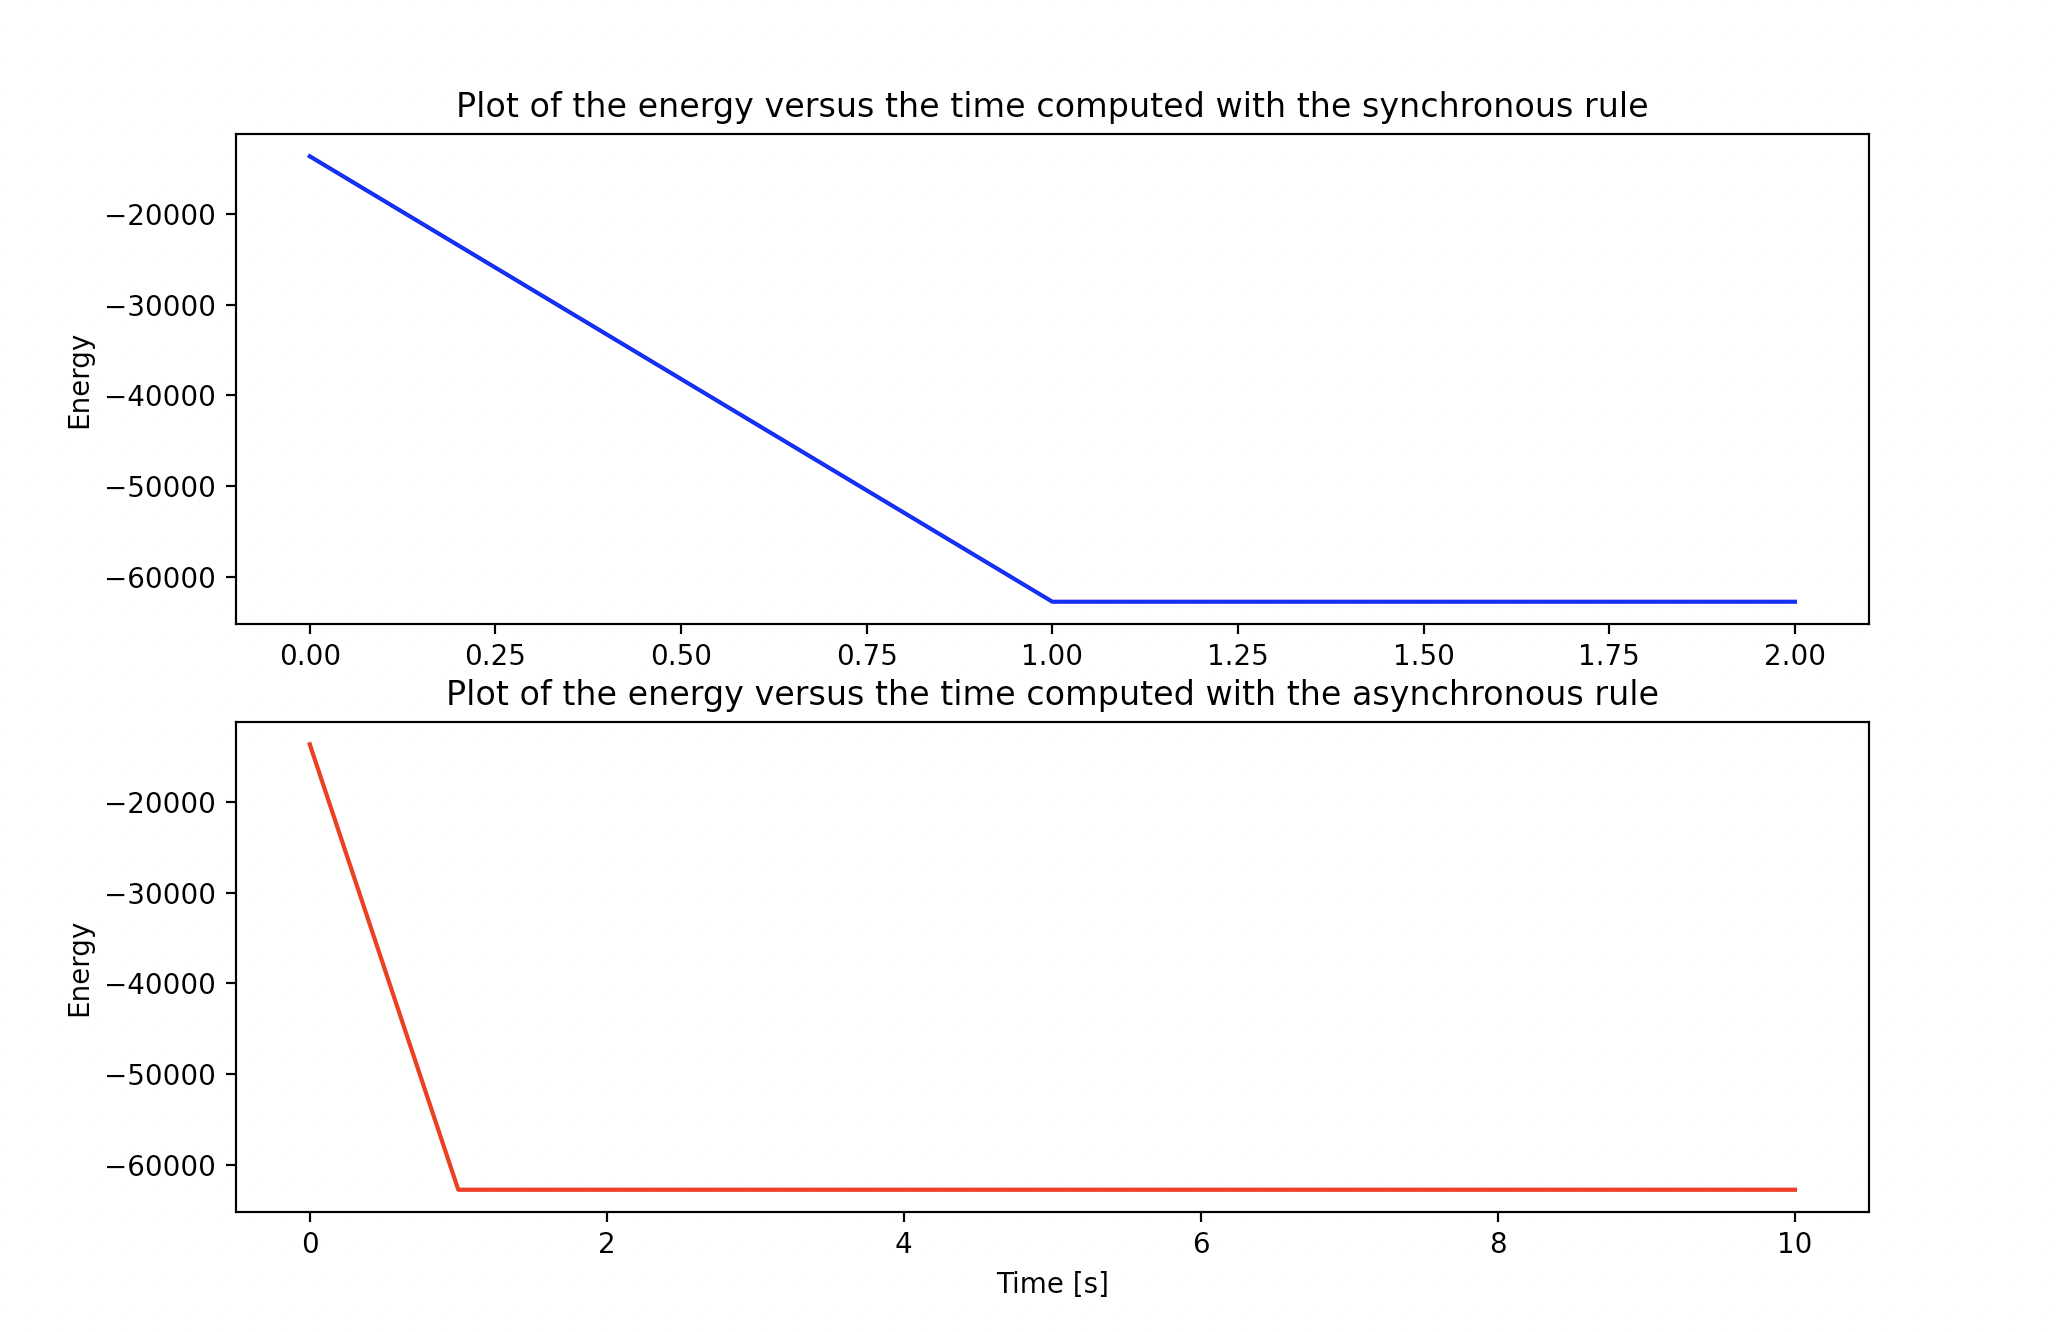 Plot of the energy versus the time computed with the synchronous rule
−20000
−30000
−40000
−50000
−60000
Energy
0.00 0.25 0.50 0.75 1.00 1.25 1.50 1.75 2.00
Plot of the energy versus the time computed with the asynchronous rule
−20000
−30000
−40000
−50000
−60000
Energy
0 2 4 6 8 10
Time [s]